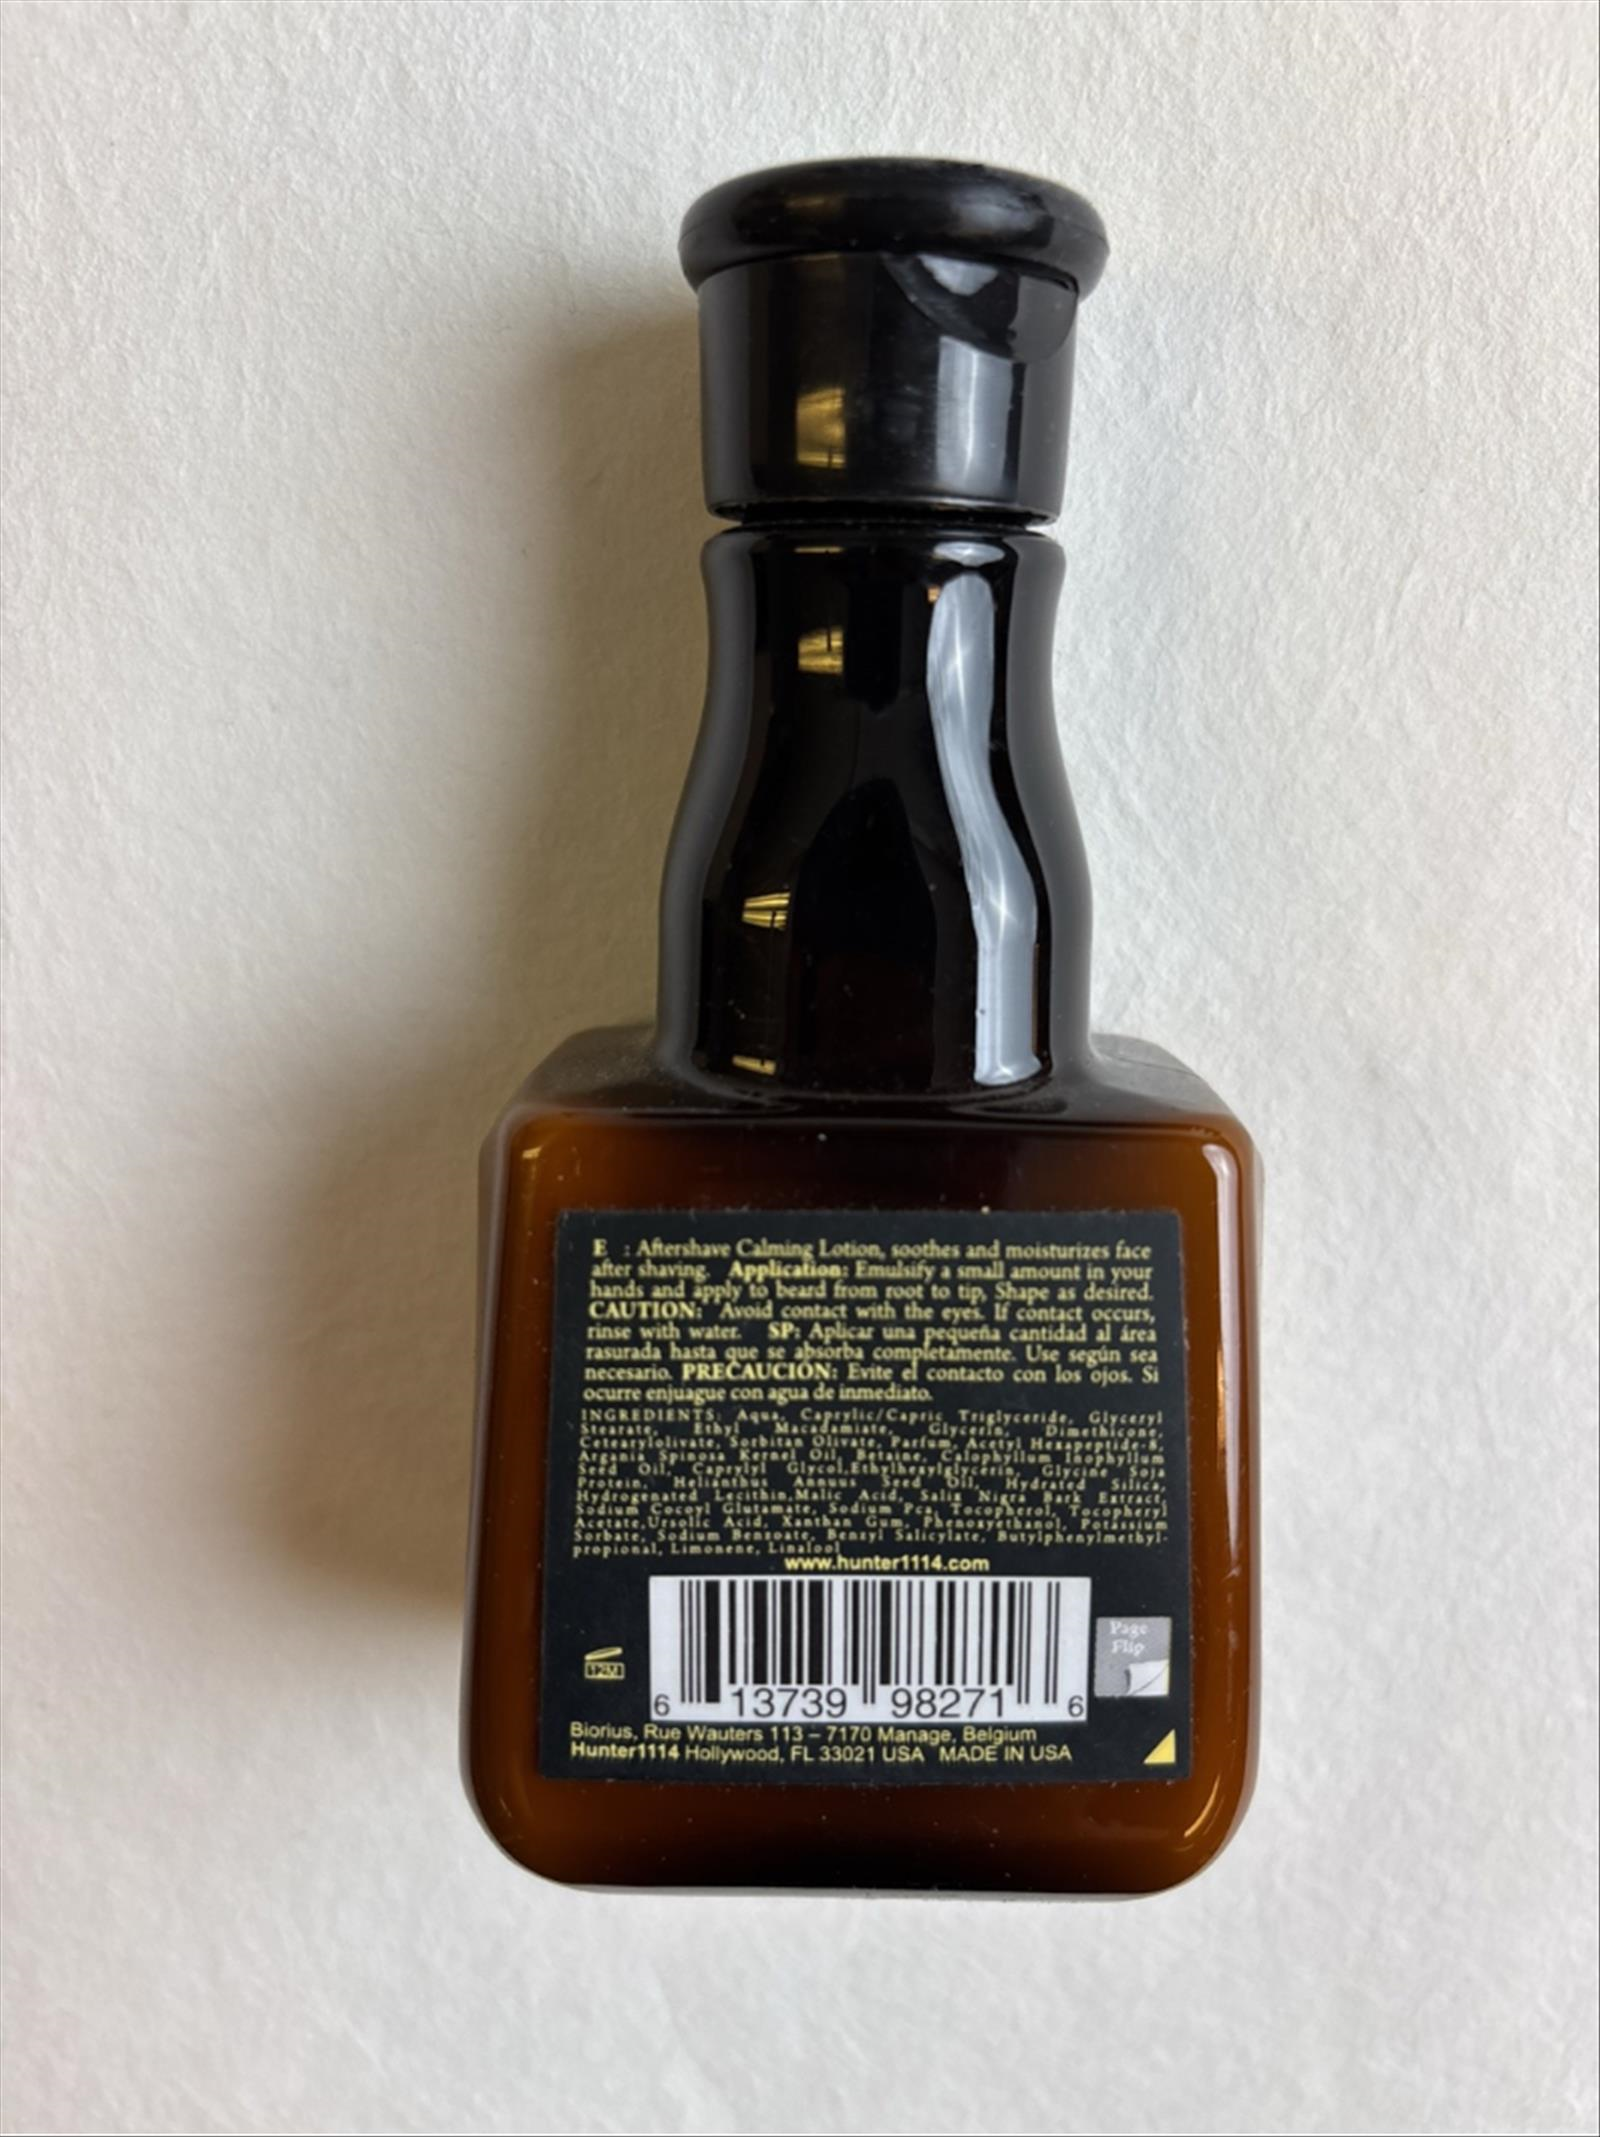 E : Aftershave Calming Lotion, soothes and moisturizes face
after shaving. Application: Emulsify a small amount in your
hands and apply to beard from root to tip, Shape as desired.
CAUTION: Avoid contact with the eyes. If contact occurs,
rinse with water. SP: Aplicar una pequeña cantidad al área
rasurada hasta que se absorba completamente. Use según sea
necesario. PRECAUCIÓN: Evite el contacto con los ojos. Si
ocurre enjuague con agua de inmediato.
INGREDIENTS: Aqua, Caprylic/Capric Triglyceride, Glyceryl
Stearate, Ethyl Macadamiate, Glycerin, Dimethicone,
Cetearylolivate, Sorbitan Olivate, Parfum, Acetyl Hexapeptide-8,
Argania Spinosa Kernel Oil, Betaine, Calophyllum Inophyllum
Seed Oil, Caprylyl Glycol,Ethylhexylglycerin, Glycine Soja
Protein, Helianthus Annuus Seed Oil, Hydrated Silica,
Hydrogenated Lecithin,Malic Acid, Salix Nigra Bark Extract,
Sodium Cocoyl Glutamate, Sodium Pca, Tocopherol, Tocopheryl
Acetate,Ursolic Acid, Xanthan Gum, Phenoxyethanol, Potassium
Sorbate, Sodium Benzoate, Benzyl Salicylate, Butylphenylmethyl-
propional, Limonene, Linalool
www.hunter1114.com
Page
Flip
12M
6 13739 98271 6
Biorius, Rue Wauters 113 – 7170 Manage, Belgium
Hunter1114 Hollywood, FL 33021 USA MADE IN USA